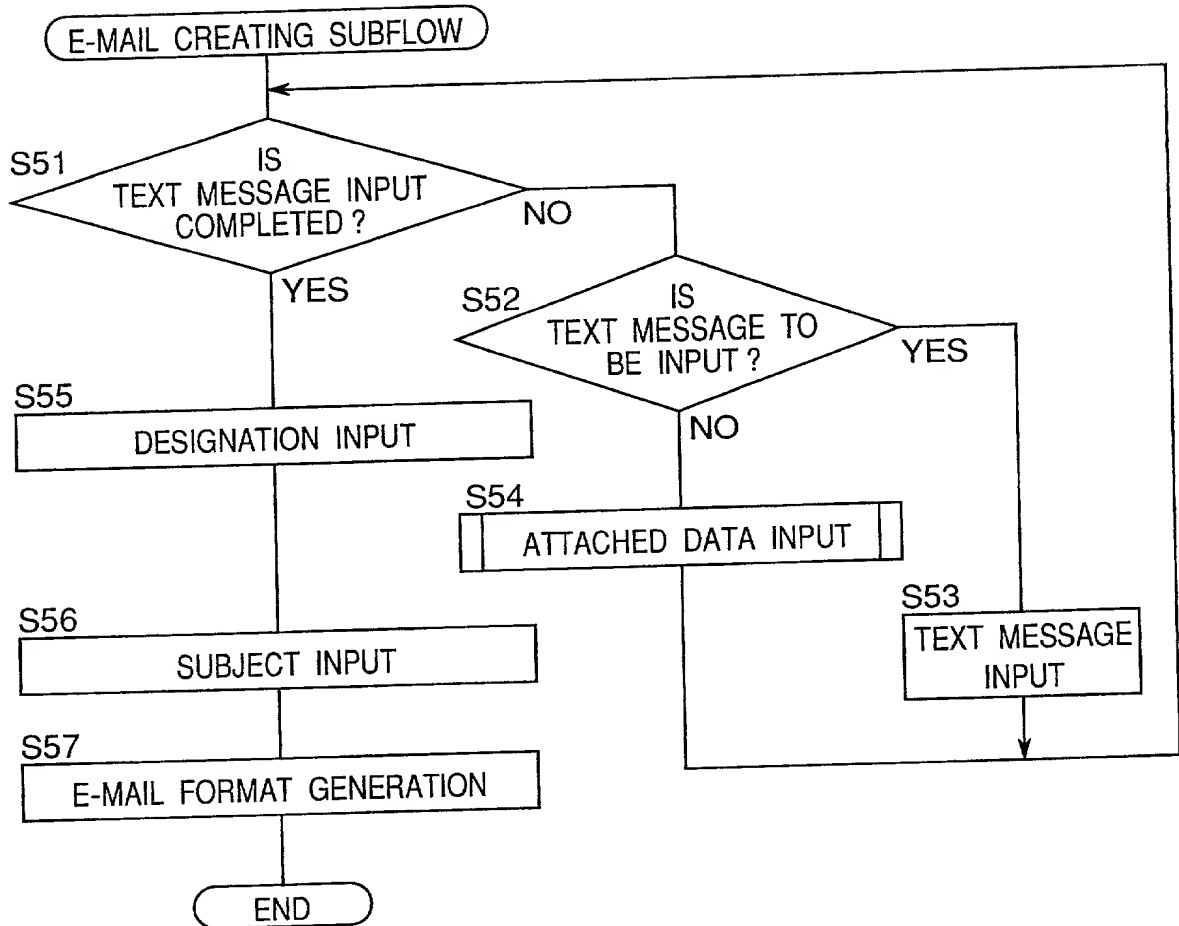 E-MAIL CREATING SUBFLOW
S51
IS
TEXT MESSAGE INPUT
COMPLETED ?
NO
YES
S52
IS
TEXT MESSAGE TO
BE INPUT ?
YES
NO
S55
DESIGNATION INPUT
S54
ATTACHED DATA INPUT
S53
TEXT MESSAGE
INPUT
S56
SUBJECT INPUT
S57
E-MAIL FORMAT GENERATION
END